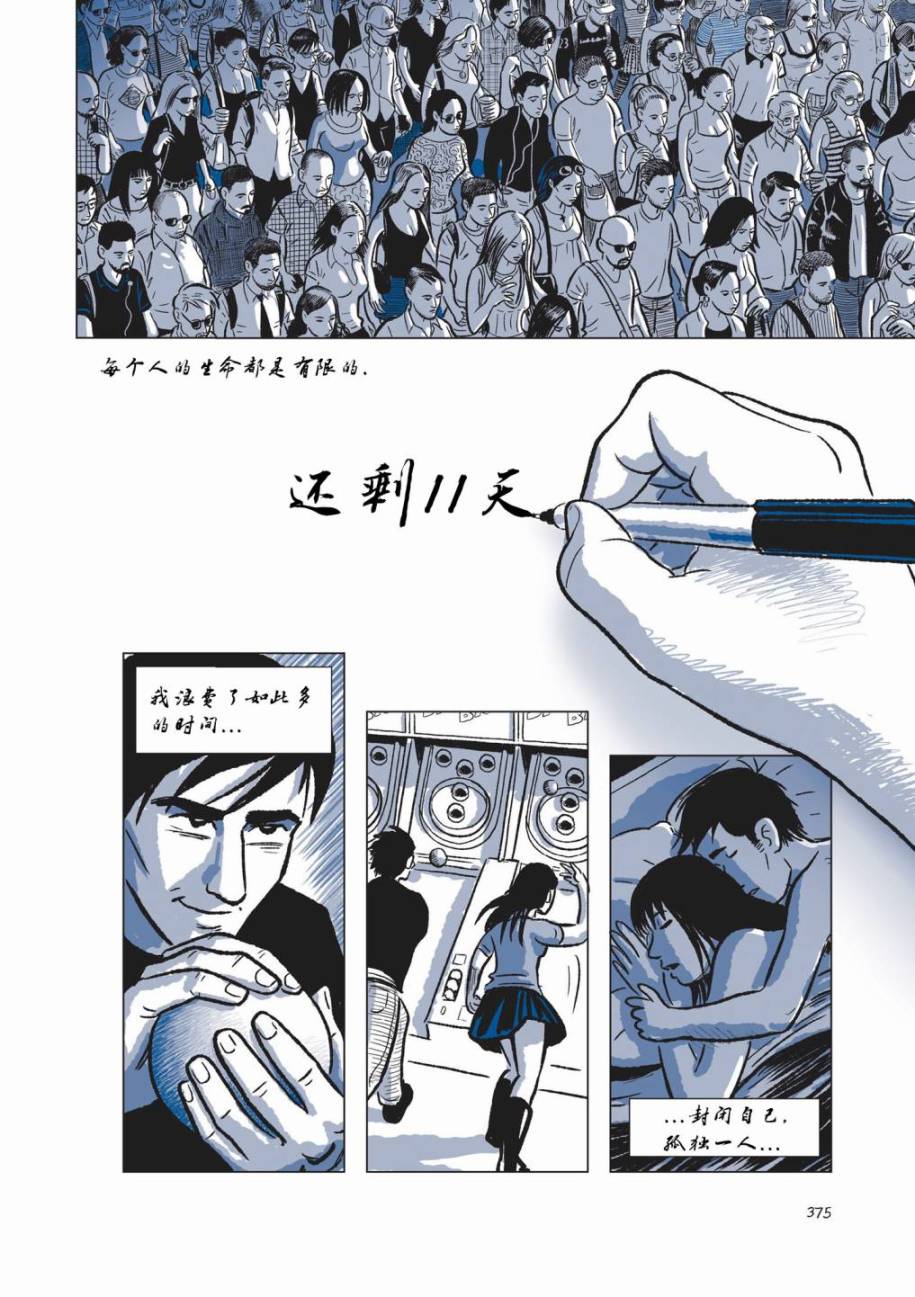 每个人的生命都是有限的.
还剩11天
我浪费了如此多
的时间...
...封闭自己,
孤独一人...
375